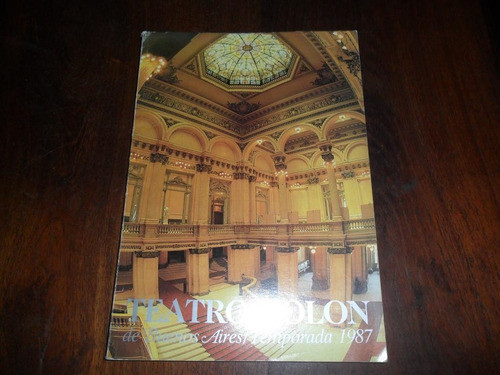 TEATRO COLON
de Buenos Aires/Temporada 1987